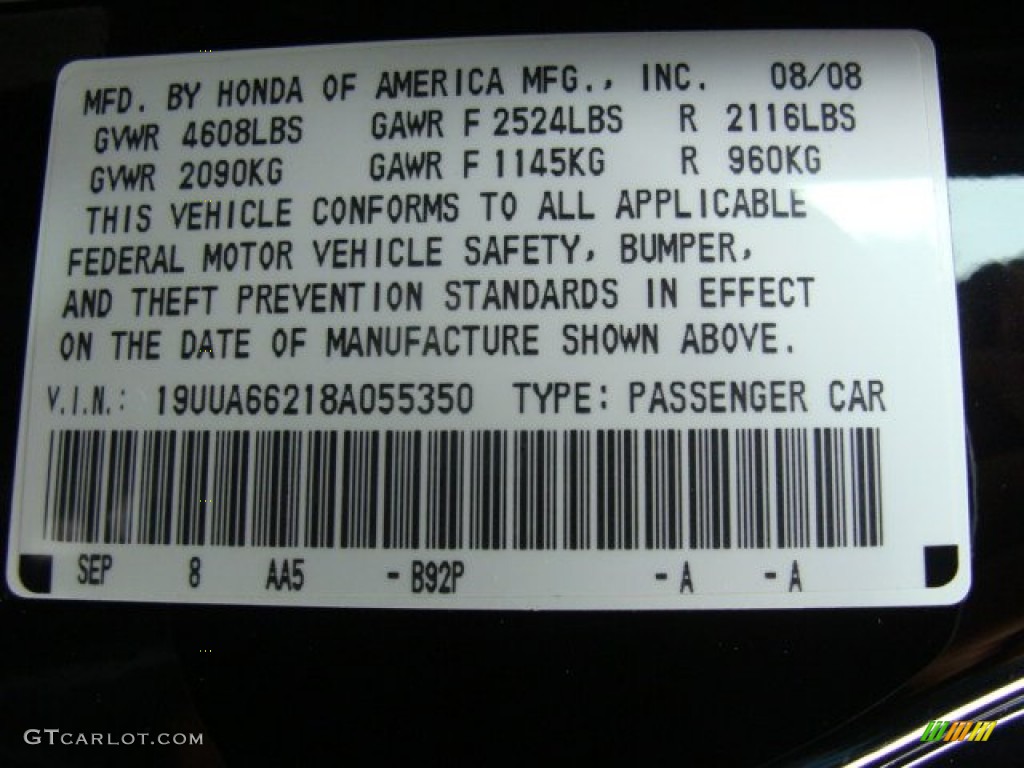 MFD. BY HONDA OF AMERICA MFG., INC. 08/08
GVWR 4608LBS GAWR F 2524LBS R 2116LBS
GVWR 2090KG GAWR F 1145KG R 960KG
THIS VEHICLE CONFORMS TO ALL APPLICABLE
FEDERAL MOTOR VEHICLE SAFETY, BUMPER,
AND THEFT PREVENTION STANDARDS IN EFFECT
ON THE DATE OF MANUFACTURE SHOWN ABOVE.
V.I.N.: 19UUA66218A055350 TYPE: PASSENGER CAR
SEP 8 AA5 - B92P - A - A
GTCARLOT.COM